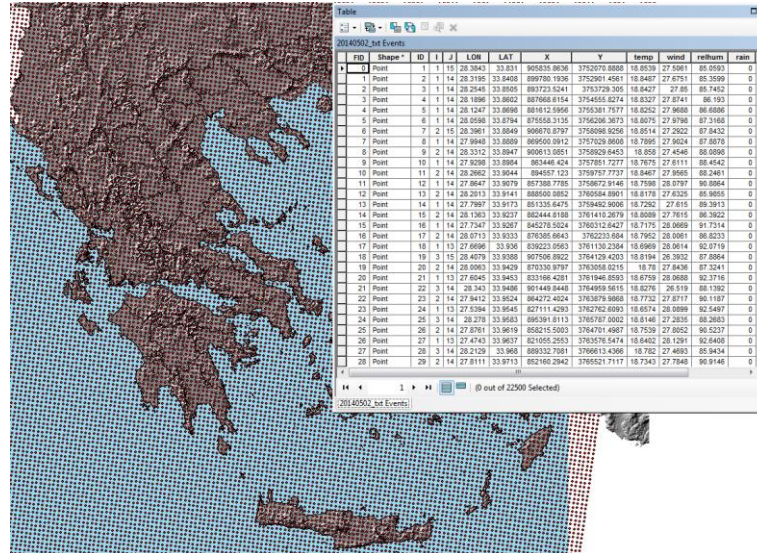 Table
20140502_txt Events
FID Shape * ID I J LON LAT X Y temp wind relhum rain
0 Point 1 1 15 28.3843 33.831 905835.8636 3752070.8888 18.8539 27.5061 85.0593 0
1 Point 2 1 14 28.3195 33.8408 899780.1936 3752901.4561 18.8487 27.6751 85.3599 0
2 Point 3 1 14 28.2545 33.8505 893723.5241 3753729.305 18.8427 27.85 85.7452 0
3 Point 4 1 14 28.1896 33.8602 887668.6154 3754555.8274 18.8327 27.8741 86.193 0
4 Point 5 1 14 28.1247 33.8698 881612.5956 3755381.7577 18.8252 27.9688 86.6886 0
5 Point 6 1 14 28.0598 33.8794 875558.3135 3756206.3673 18.8075 27.9798 87.3168 0
6 Point 7 2 15 28.3961 33.8849 906670.8797 3758098.9256 18.8514 27.2922 87.8432 0
7 Point 8 1 14 27.9948 33.8889 869500.0912 3757029.8606 18.7895 27.9024 87.8878 0
8 Point 9 2 14 28.3312 33.8947 900613.0851 3758929.6453 18.858 27.4546 88.0898 0
9 Point 10 1 14 27.9298 33.8984 863446.424 3757851.7277 18.7675 27.6111 88.4542 0
10 Point 11 2 14 28.2662 33.9044 894557.123 3759757.7737 18.8467 27.9565 88.2461 0
11 Point 12 1 14 27.8647 33.9079 857388.7785 3758672.9146 18.7598 28.0797 90.8864 0
12 Point 13 2 14 28.2013 33.9141 888500.0852 3760584.8901 18.8178 27.6325 85.9855 0
13 Point 14 1 14 27.7997 33.9173 851335.6475 3759492.9006 18.7292 27.615 89.3913 0
14 Point 15 2 14 28.1363 33.9237 882444.8188 3761410.2679 18.8089 27.7615 86.3922 0
15 Point 16 1 14 27.7347 33.9267 845278.5824 3760312.6427 18.7175 28.0669 91.7314 0
16 Point 17 2 14 28.0713 33.9333 876385.6643 3762233.684 18.7952 28.0061 86.8233 0
17 Point 18 1 13 27.6696 33.936 839223.0563 3761130.2384 18.6969 28.0614 92.0719 0
18 Point 19 3 15 28.4079 33.9388 907506.8922 3764129.4203 18.8194 26.3932 87.8864 0
19 Point 20 2 14 28.0063 33.9429 870330.9797 3763058.0215 18.78 27.8436 87.3241 0
20 Point 21 1 13 27.6045 33.9453 833166.4281 3761946.8593 18.6759 28.0688 92.3716 0
21 Point 22 3 14 28.343 33.9486 901449.8448 3764959.5615 18.8276 26.519 88.1392 0
22 Point 23 2 14 27.9412 33.9524 864272.4024 3763879.9868 18.7732 27.8717 90.1187 0
23 Point 24 1 13 27.5394 33.9545 827111.4293 3762762.6093 18.6574 28.0899 92.5497 0
24 Point 25 3 14 28.278 33.9583 895391.8113 3765787.0002 18.8146 27.2835 88.2683 0
25 Point 26 2 14 27.8761 33.9619 858215.5003 3764701.4987 18.7539 27.8052 90.5237 0
26 Point 27 1 13 27.4743 33.9637 821055.2553 3763576.5474 18.6402 28.1291 92.6408 0
27 Point 28 3 14 28.2129 33.968 889332.7081 3766613.4366 18.782 27.4693 85.9434 0
28 Point 29 2 14 27.8111 33.9713 852160.2942 3765521.7117 18.7343 27.7848 90.9146 0
1 (0 out of 22500 Selected)
20140502_txt Events